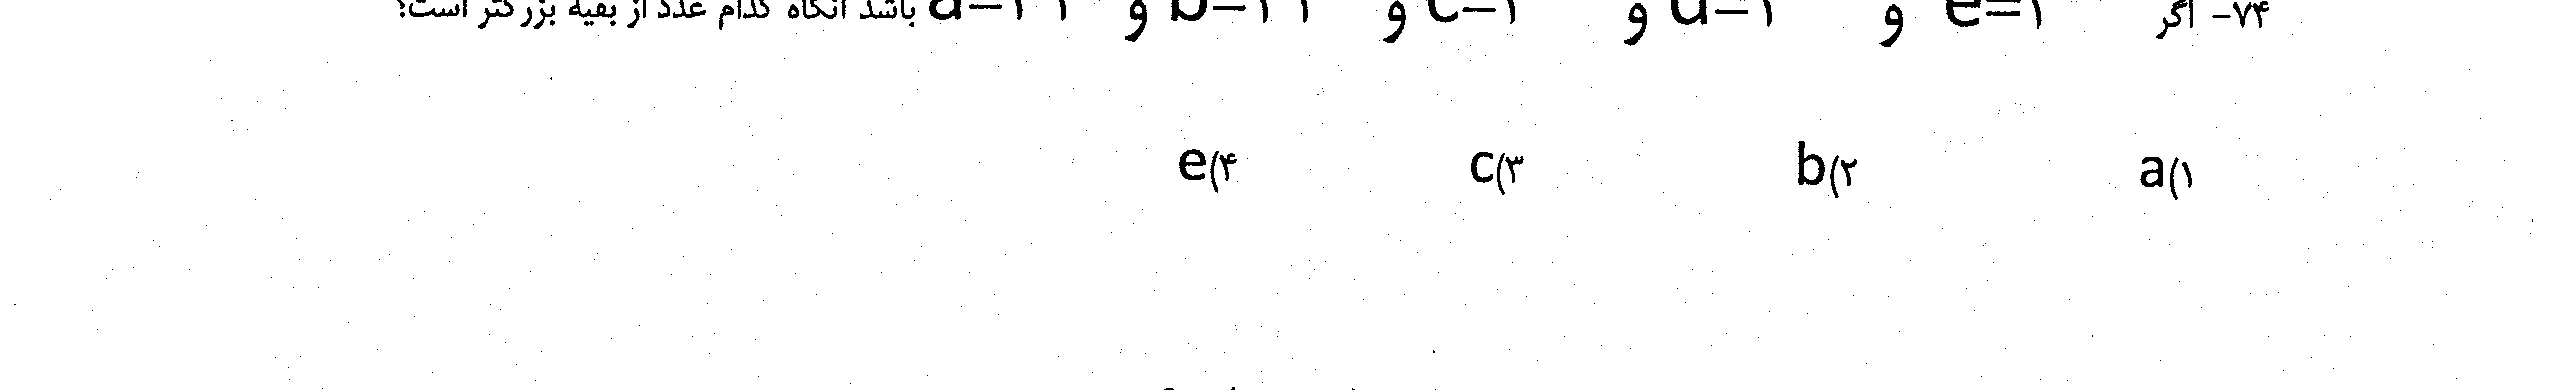 ۷۴- اگر e=۱ و d=۱ و c=۱ و b=۱۱ و a=۱۱ باشد آنگاه کدام عدد از بقیه بزرگتر است؟
۱)a ۲)b ۳)c ۴)e